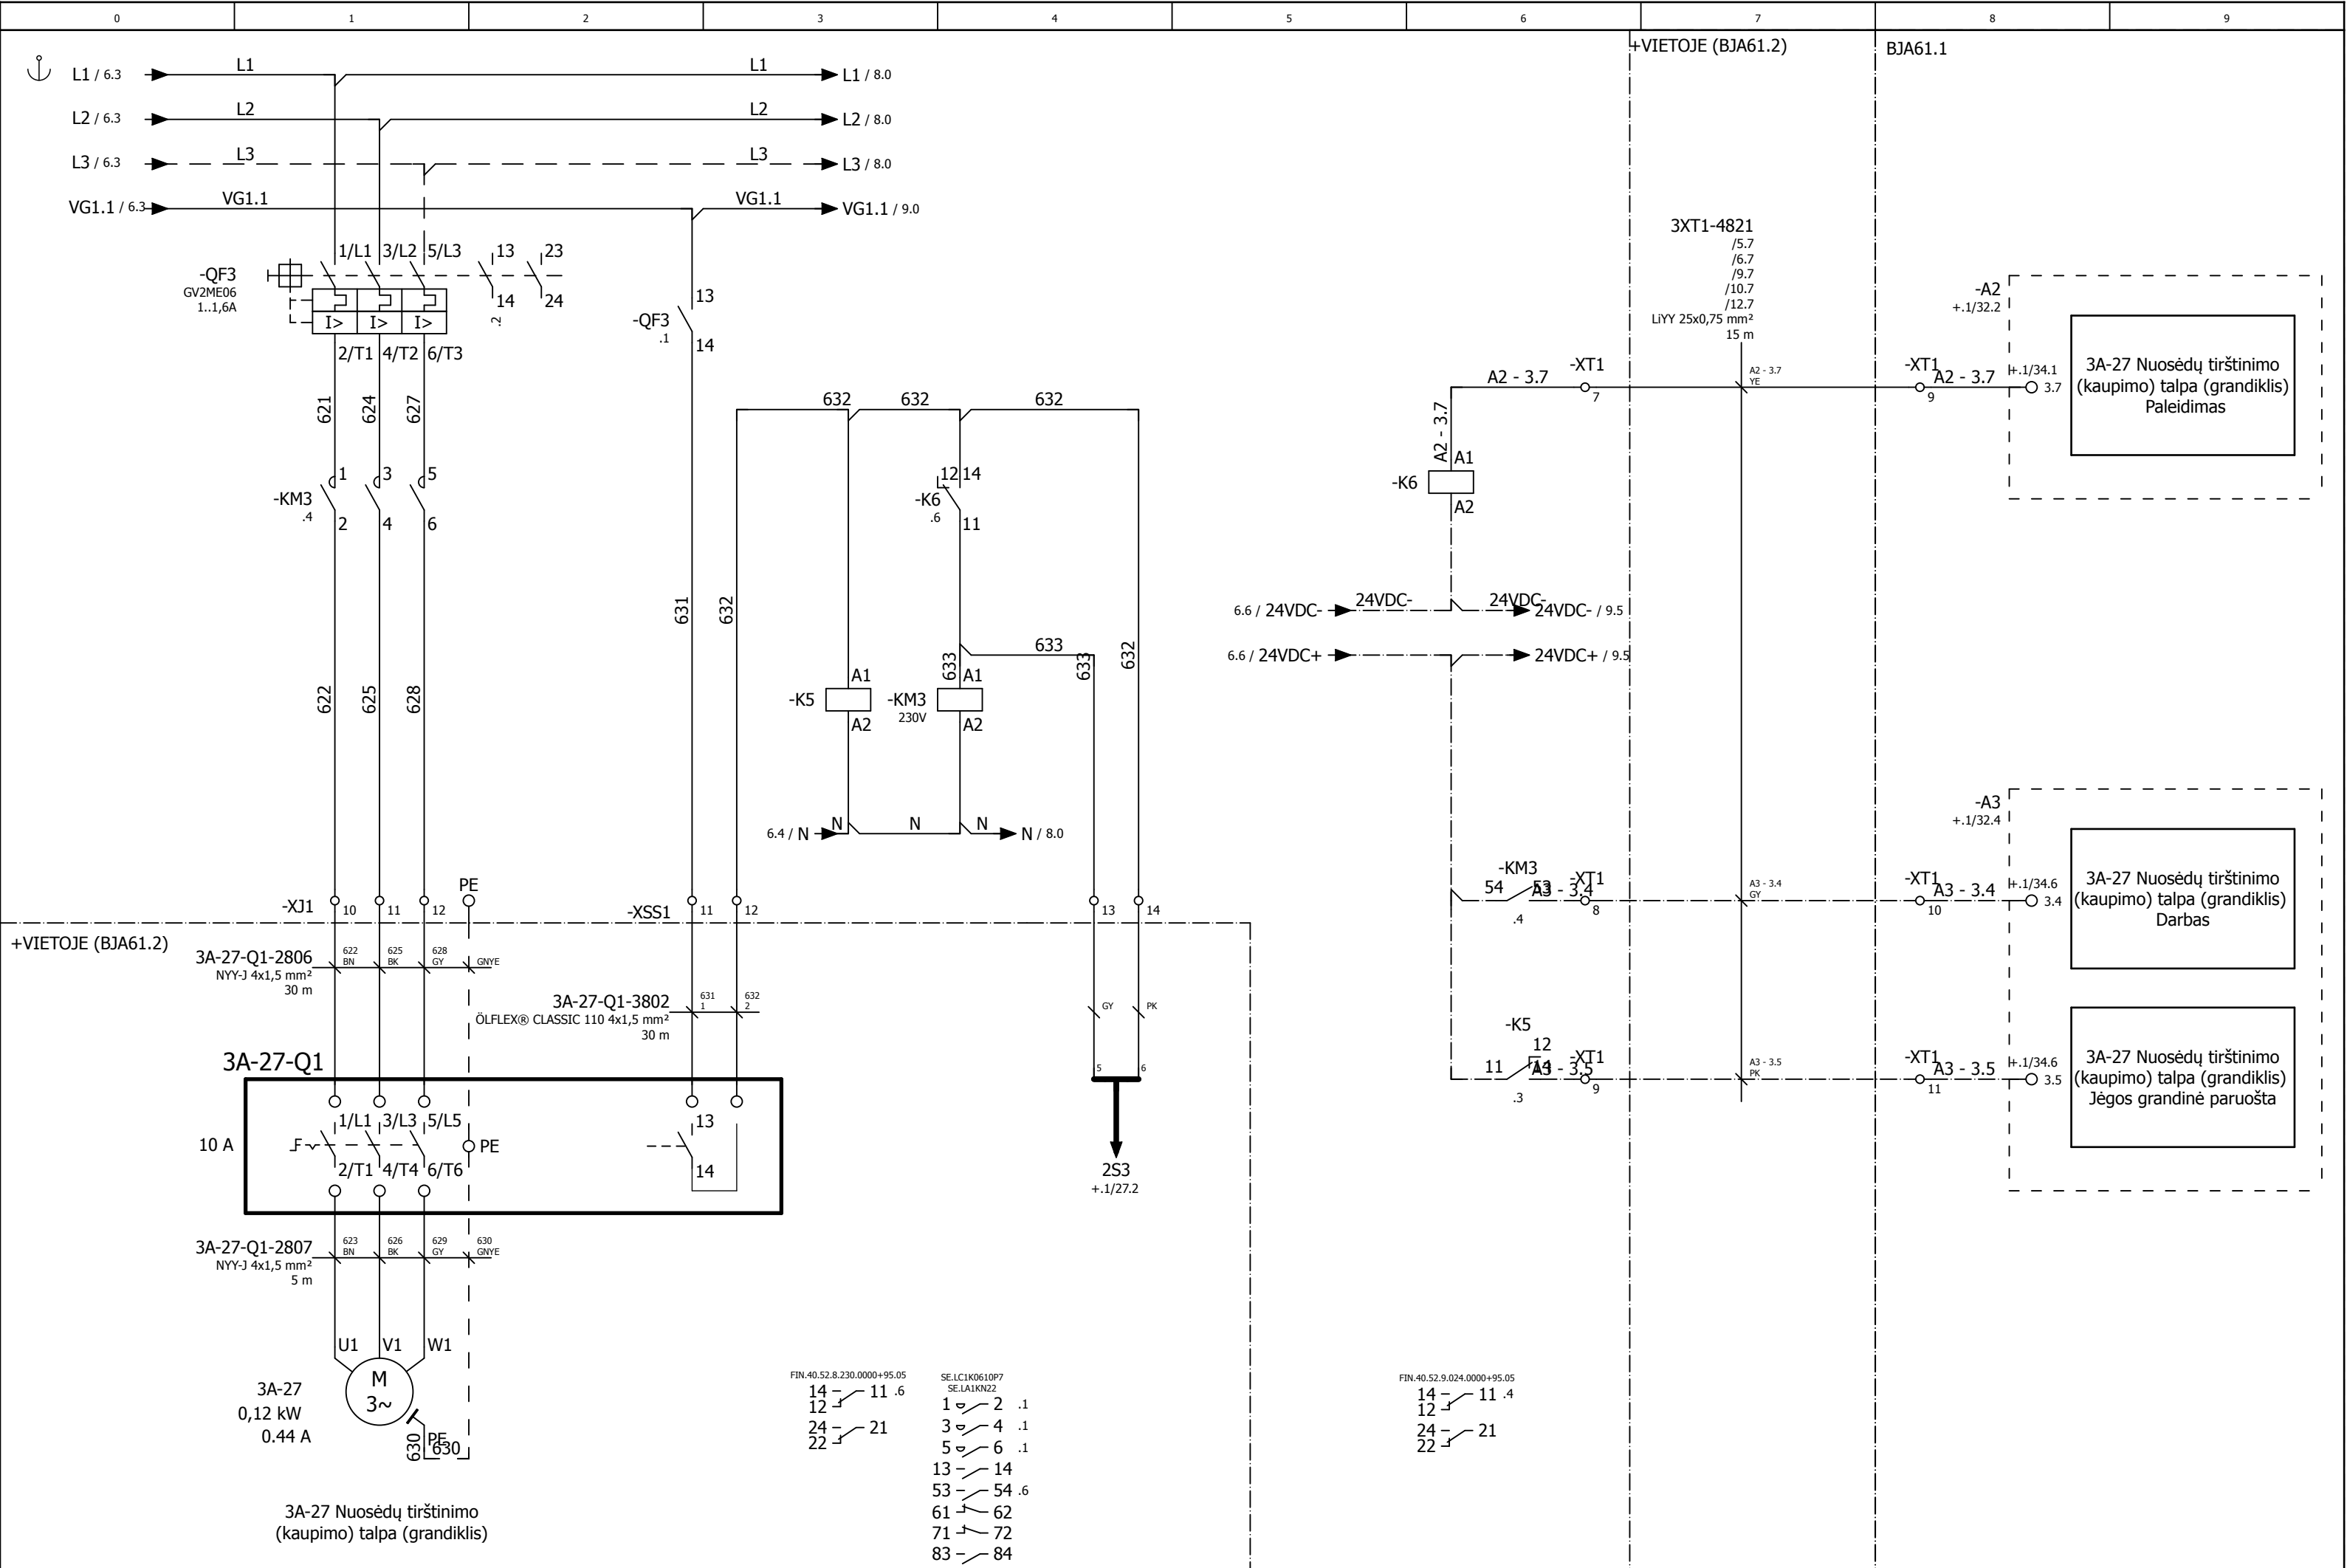 0 1 2 3 4 5 6 7 8 9
+VIETOJE (BJA61.2)
BJA61.1
L1 / 6.3 L1 L1 L1 / 8.0
L2 / 6.3 L2 L2 L2 / 8.0
L3 / 6.3 L3 L3 L3 / 8.0
VG1.1 / 6.3 VG1.1 VG1.1 VG1.1 / 9.0
-QF3
GV2ME06
1..1,6A
1/L1 3/L2 5/L3 13 23
14 24
.2
I> I> I>
2/T1 4/T2 6/T3
621 624 627
-KM3
.4
1 3 5
2 4 6
622 625 628
-QF3
.1
13
14
631 632
632 632 632
12 14
-K6
.6
11
633
633 633 632
-K5
A1
A2
-KM3
230V
A1
A2
6.4 / N N N N N / 8.0
-XJ1 10 11 12 PE
-XSS1 11 12 13 14
+VIETOJE (BJA61.2)
3A-27-Q1-2806
NYY-J 4x1,5 mm²
30 m
622 625 628
BN BK GY GNYE
3A-27-Q1-3802
ÖLFLEX® CLASSIC 110 4x1,5 mm²
30 m
631 632
1 2
GY PK
5 6
2S3
+.1/27.2
3A-27-Q1
10 A
1/L1 3/L3 5/L5
PE
2/T1 4/T4 6/T6
13
14
3A-27-Q1-2807
NYY-J 4x1,5 mm²
5 m
623 626 629 630
BN BK GY GNYE
U1 V1 W1
M
3~
3A-27
0,12 kW
0.44 A
630 PE 630
3A-27 Nuosėdų tirštinimo
(kaupimo) talpa (grandiklis)
FIN.40.52.8.230.0000+95.05
14 11 .6
12
24 21
22
SE.LC1K0610P7
SE.LA1KN22
1 2 .1
3 4 .1
5 6 .1
13 14
53 54 .6
61 62
71 72
83 84
FIN.40.52.9.024.0000+95.05
14 11 .4
12
24 21
22
3XT1-4821
/5.7
/6.7
/9.7
/10.7
/12.7
LiYY 25x0,75 mm²
15 m
A2 - 3.7 -XT1
7
A2 - 3.7
YE
-XT1 A2 - 3.7
9
+.1/34.1
3.7
-A2
+.1/32.2
3A-27 Nuosėdų tirštinimo
(kaupimo) talpa (grandiklis)
Paleidimas
A2 - 3.7
-K6
A1
A2
6.6 / 24VDC- 24VDC- 24VDC- 24VDC- / 9.5
6.6 / 24VDC+ 24VDC+ / 9.5
-KM3
54 53 A3 - 3.4 -XT1
.4
8
A3 - 3.4
GY
-XT1 A3 - 3.4
10
+.1/34.6
3.4
-A3
+.1/32.4
3A-27 Nuosėdų tirštinimo
(kaupimo) talpa (grandiklis)
Darbas
-K5
12
11 14 A3 - 3.5 -XT1
.3
9
A3 - 3.5
PK
-XT1 A3 - 3.5
11
+.1/34.6
3.5
3A-27 Nuosėdų tirštinimo
(kaupimo) talpa (grandiklis)
Jėgos grandinė paruošta